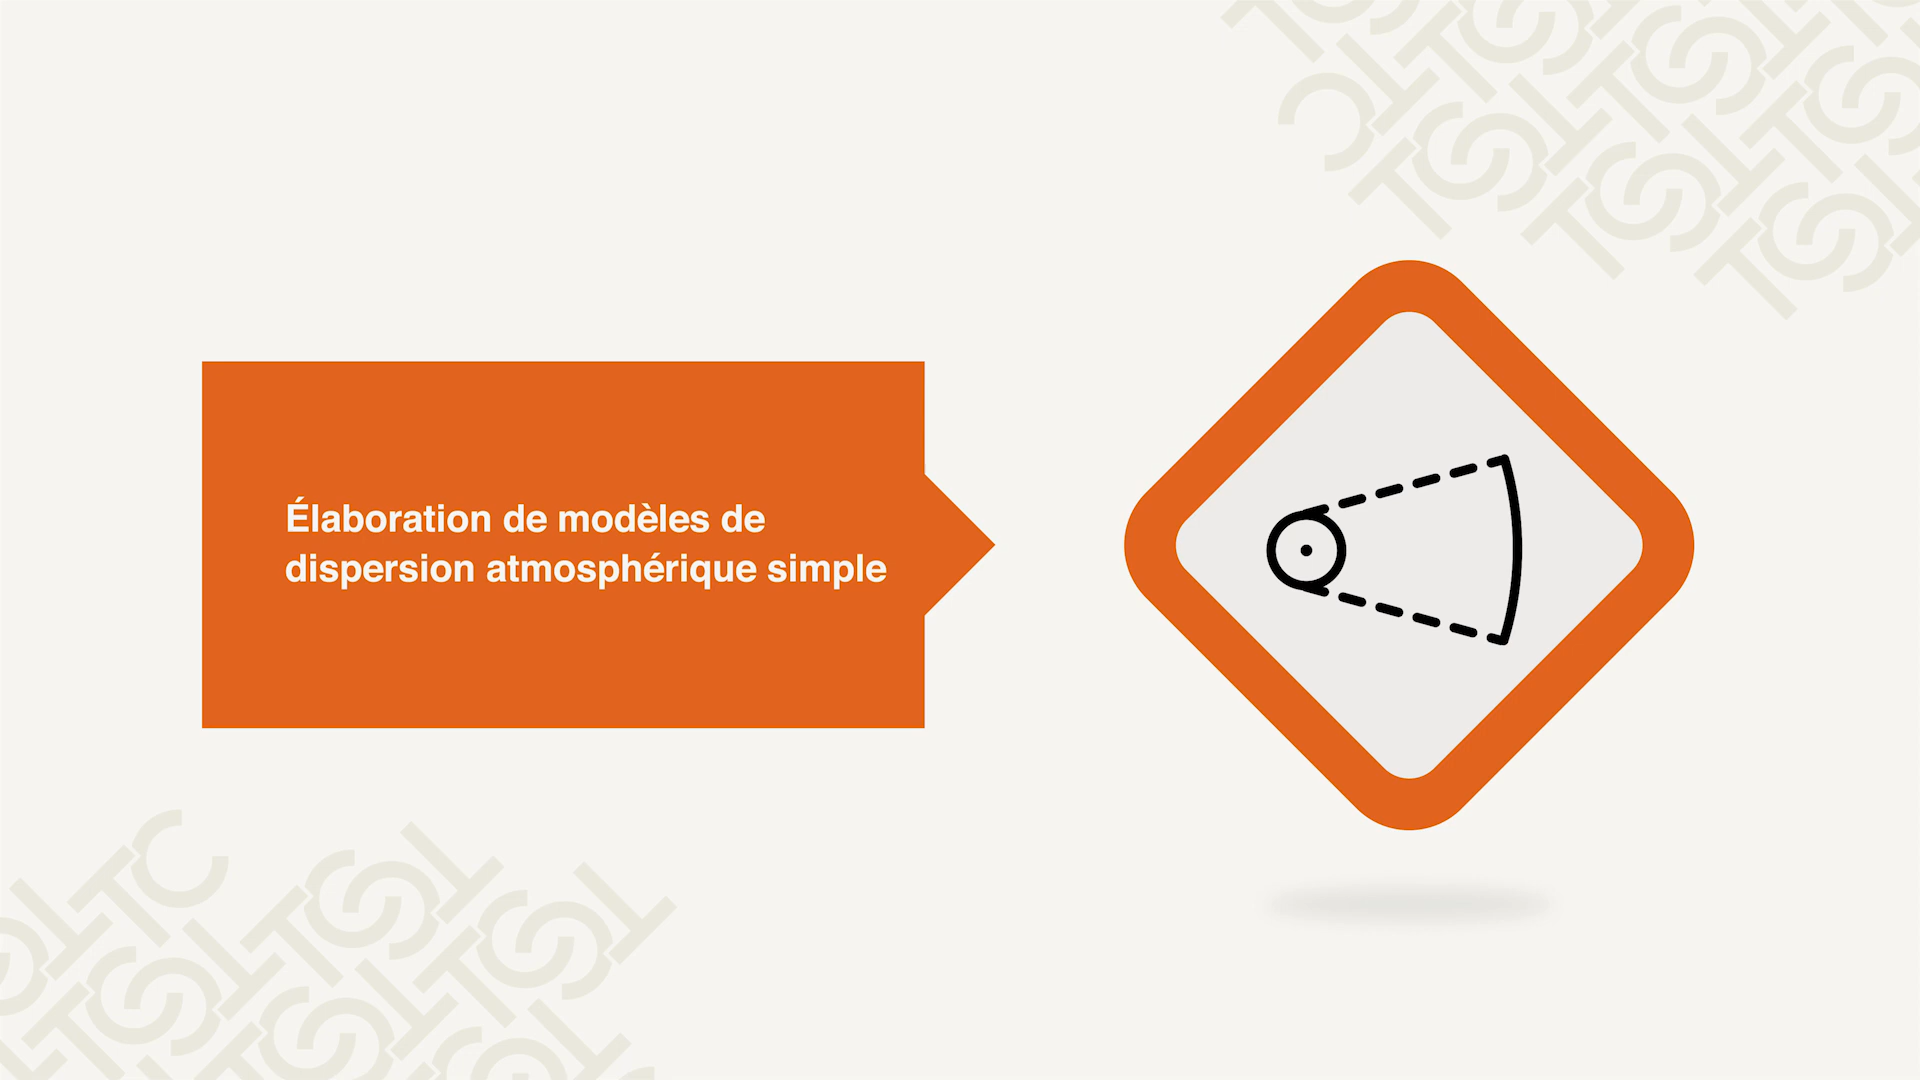 Élaboration de modèles de
dispersion atmosphérique simple